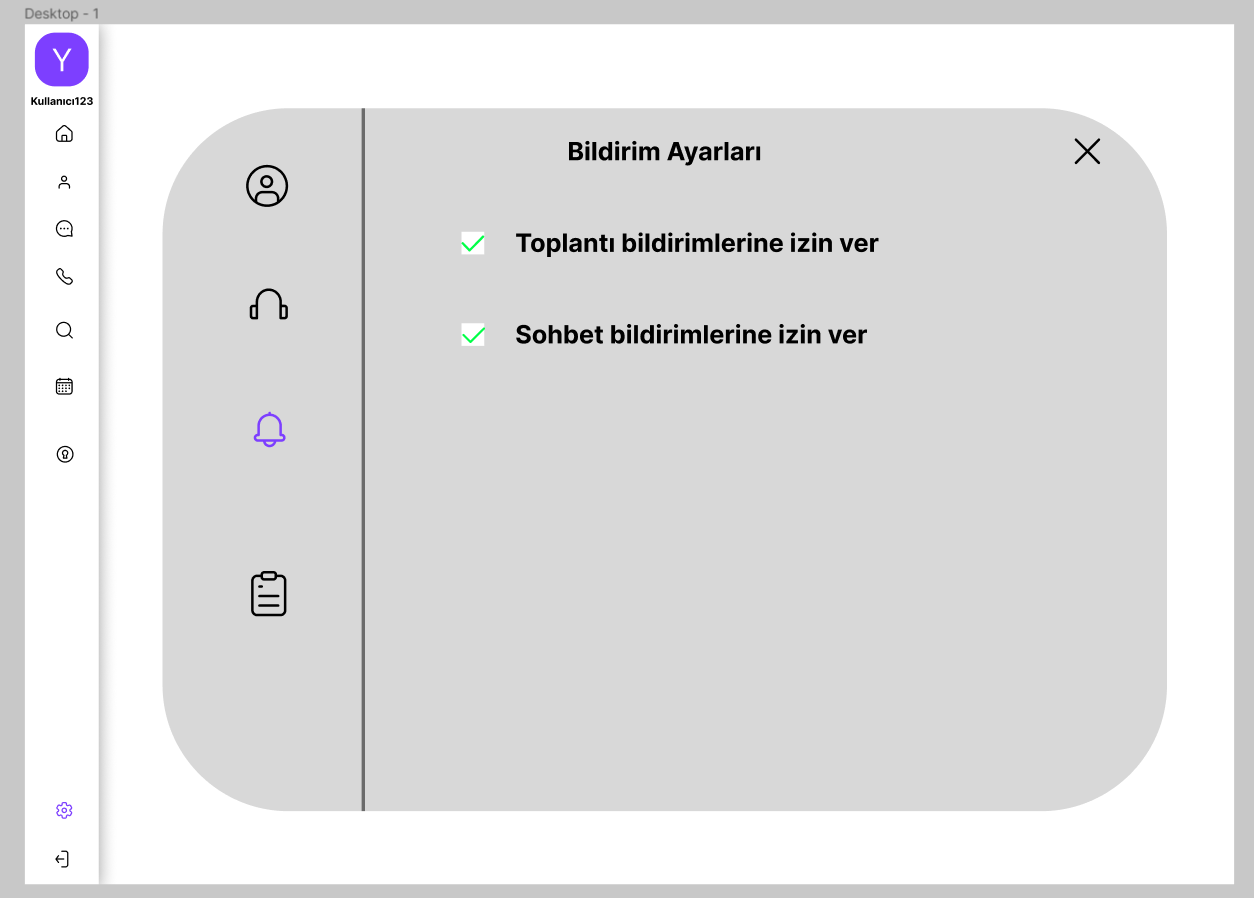 Desktop - 1
Y
Kullanıcı123
Bildirim Ayarları
Toplantı bildirimlerine izin ver
Sohbet bildirimlerine izin ver